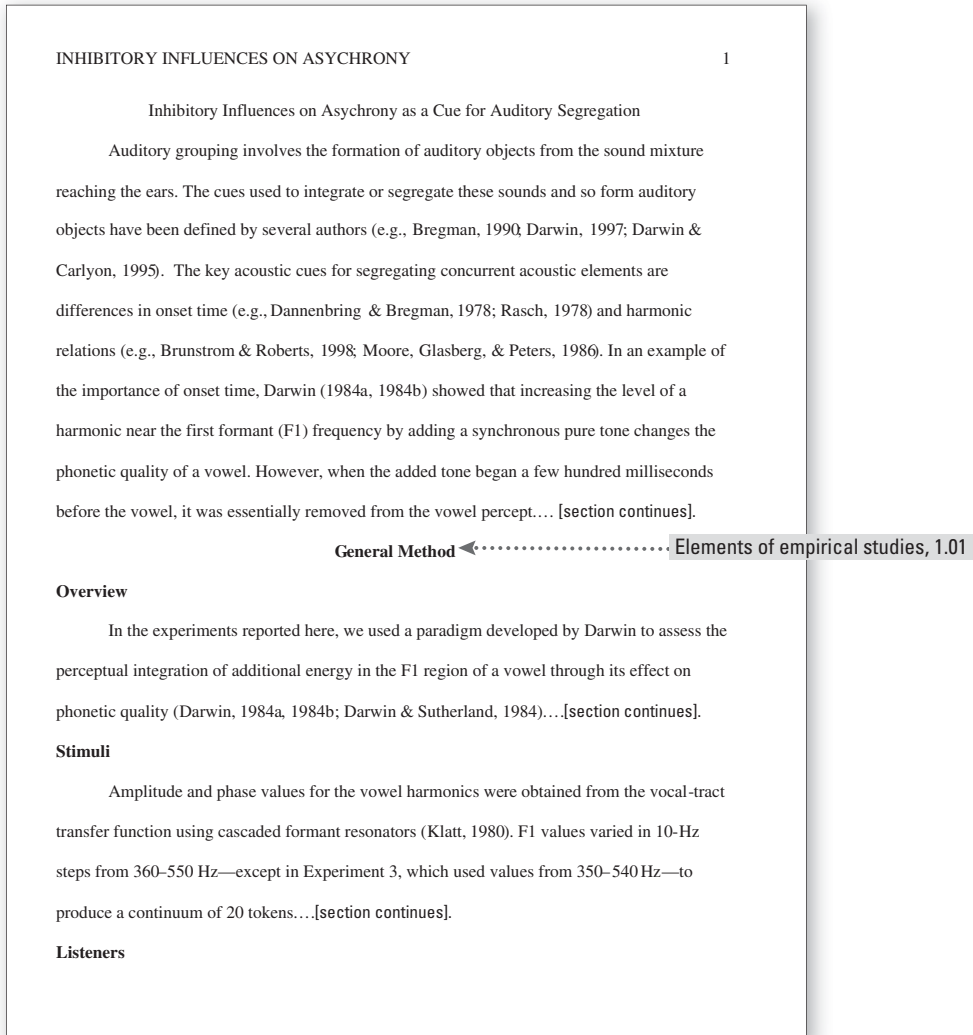 INHIBITORY INFLUENCES ON ASYCHRONY 1
Inhibitory Influences on Asychrony as a Cue for Auditory Segregation
Auditory grouping involves the formation of auditory objects from the sound mixture
reaching the ears. The cues used to integrate or segregate these sounds and so form auditory
objects have been defined by several authors (e.g., Bregman, 1990; Darwin, 1997; Darwin &
Carlyon, 1995). The key acoustic cues for segregating concurrent acoustic elements are
differences in onset time (e.g., Dannenbring & Bregman, 1978; Rasch, 1978) and harmonic
relations (e.g., Brunstrom & Roberts, 1998; Moore, Glasberg, & Peters, 1986). In an example of
the importance of onset time, Darwin (1984a, 1984b) showed that increasing the level of a
harmonic near the first formant (F1) frequency by adding a synchronous pure tone changes the
phonetic quality of a vowel. However, when the added tone began a few hundred milliseconds
before the vowel, it was essentially removed from the vowel percept.… [section continues].
General Method Elements of empirical studies, 1.01
Overview
In the experiments reported here, we used a paradigm developed by Darwin to assess the
perceptual integration of additional energy in the F1 region of a vowel through its effect on
phonetic quality (Darwin, 1984a, 1984b; Darwin & Sutherland, 1984).…[section continues].
Stimuli
Amplitude and phase values for the vowel harmonics were obtained from the vocal-tract
transfer function using cascaded formant resonators (Klatt, 1980). F1 values varied in 10-Hz
steps from 360–550 Hz—except in Experiment 3, which used values from 350–540 Hz—to
produce a continuum of 20 tokens.…[section continues].
Listeners